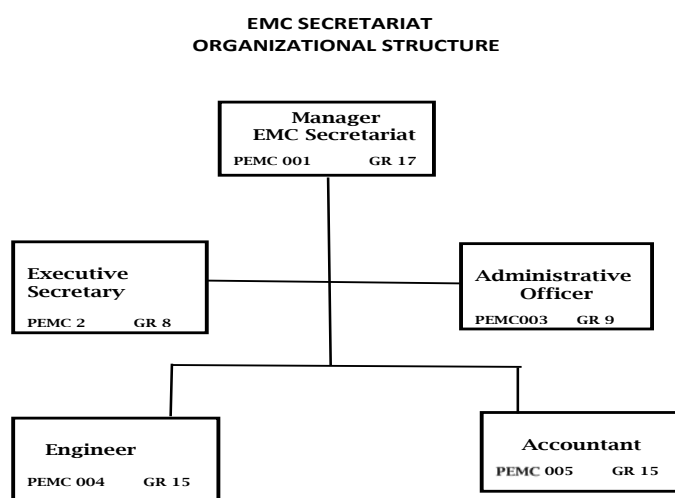 EMC SECRETARIAT
ORGANIZATIONAL STRUCTURE
Manager
EMC Secretariat
PEMC 001 GR 17
Executive
Secretary
PEMC 2 GR 8
Administrative
Officer
PEMC003 GR 9
Engineer
PEMC 004 GR 15
Accountant
PEMC 005 GR 15